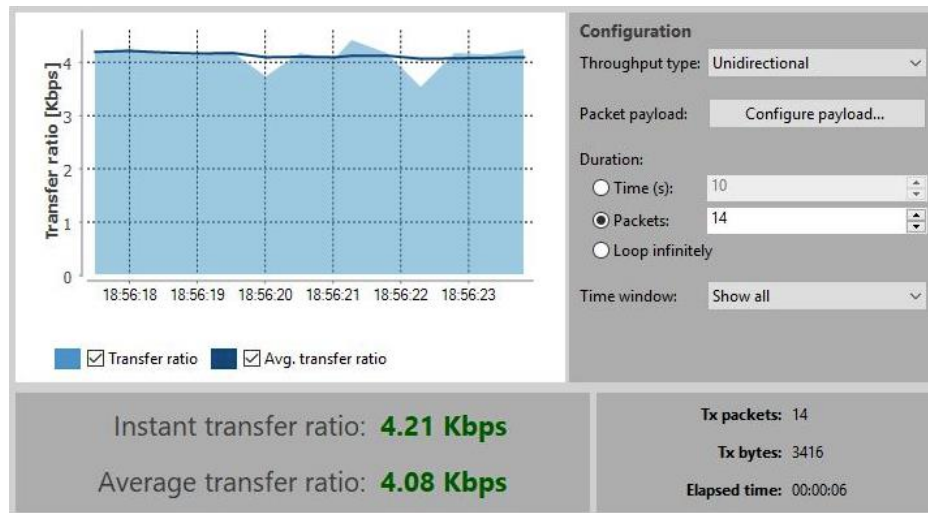 Transfer ratio [Kbps]
4
3
2
1
0
18:56:18 18:56:19 18:56:20 18:56:21 18:56:22 18:56:23
Transfer ratio Avg. transfer ratio
Configuration
Throughput type: Unidirectional
Packet payload: Configure payload...
Duration:
Time (s): 10
Packets: 14
Loop infinitely
Time window: Show all
Instant transfer ratio: 4.21 Kbps
Average transfer ratio: 4.08 Kbps
Tx packets: 14
Tx bytes: 3416
Elapsed time: 00:00:06